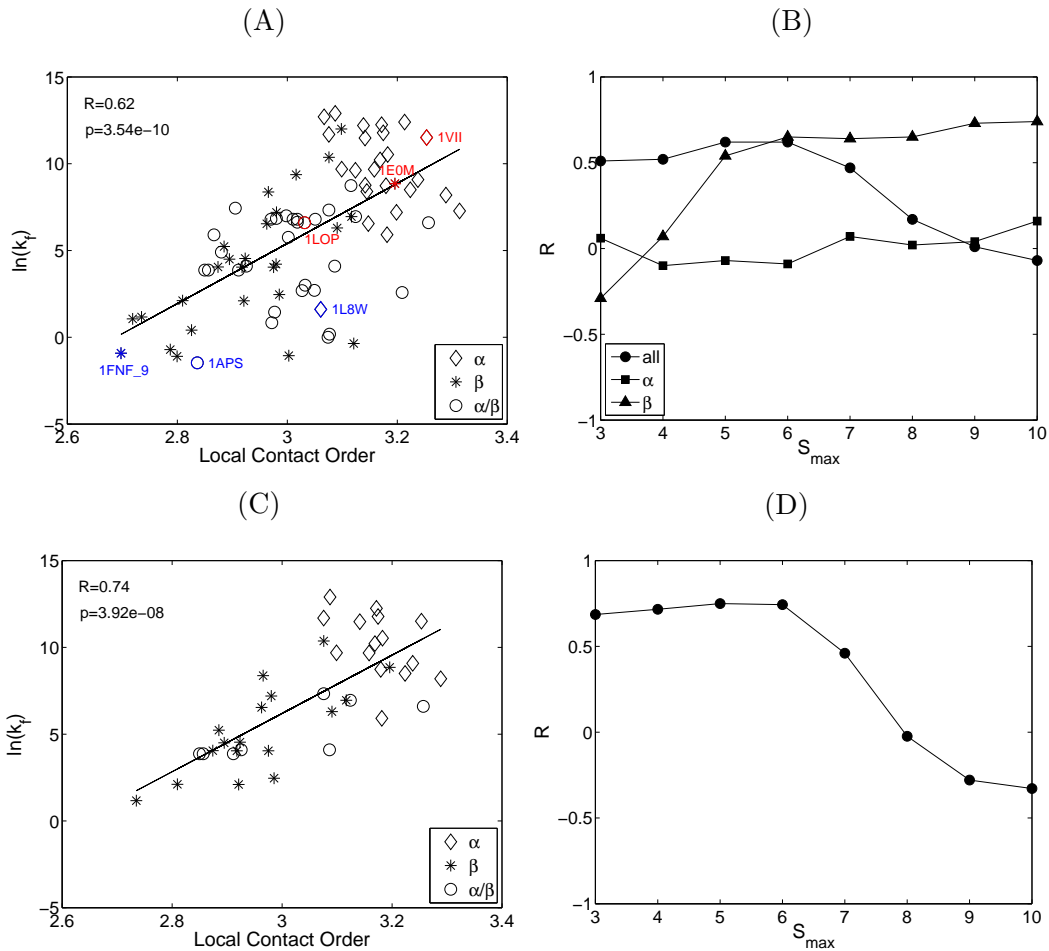 (A)
15
10
5
0
−5
2.6
2.8
3
3.2
3.4
ln(k_f)
Local Contact Order
R=0.62
p=3.54e−10
1VII
1E0M
1LOP
1L8W
1FNF_9
1APS
α
β
α/β
(B)
1
0.5
0
−0.5
−1
3
4
5
6
7
8
9
10
R
S_max
all
α
β
(C)
15
10
5
0
−5
2.6
2.8
3
3.2
3.4
ln(k_f)
Local Contact Order
R=0.74
p=3.92e−08
α
β
α/β
(D)
1
0.5
0
−0.5
−1
3
4
5
6
7
8
9
10
R
S_max